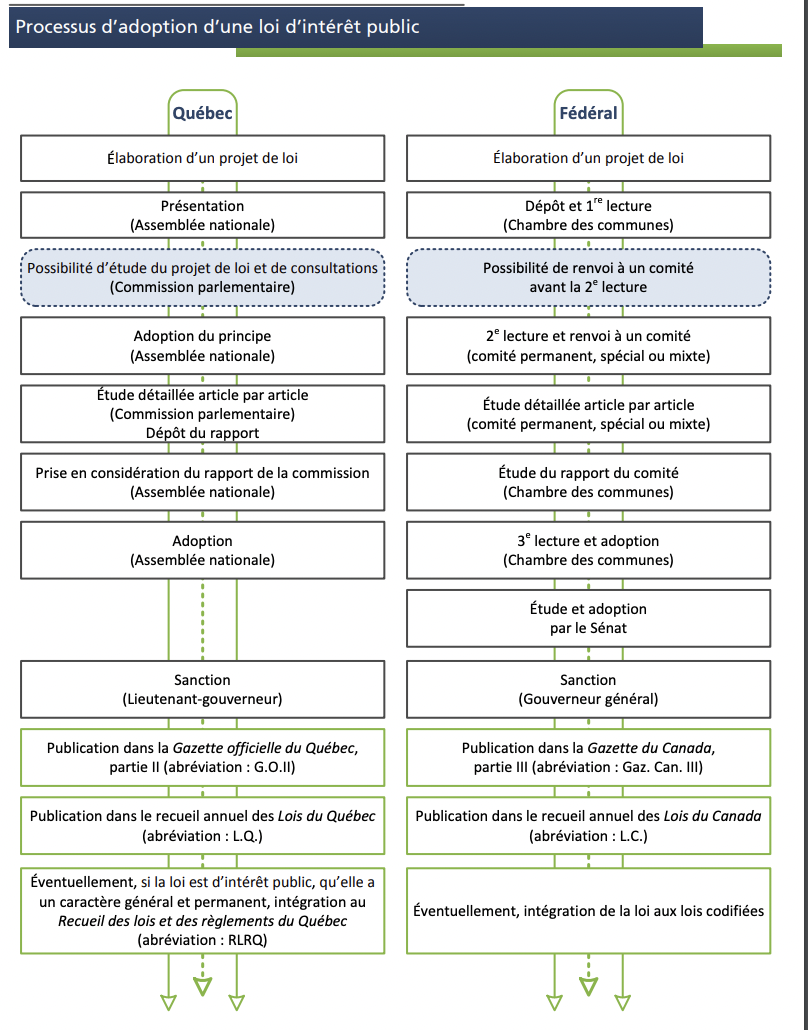 Processus d'adoption d'une loi d'intérêt public
Québec
Élaboration d'un projet de loi
Présentation
(Assemblée nationale)
Possibilité d'étude du projet de loi et de consultations
(Commission parlementaire)
Adoption du principe
(Assemblée nationale)
Étude détaillée article par article
(Commission parlementaire)
Dépôt du rapport
Prise en considération du rapport de la commission
(Assemblée nationale)
Adoption
(Assemblée nationale)
Sanction
(Lieutenant-gouverneur)
Publication dans la Gazette officielle du Québec,
partie II (abréviation : G.O.II)
Publication dans le recueil annuel des Lois du Québec
(abréviation : L.Q.)
Éventuellement, si la loi est d'intérêt public, qu'elle a
un caractère général et permanent, intégration au
Recueil des lois et des règlements du Québec
(abréviation : RLRQ)
Fédéral
Élaboration d'un projet de loi
Dépôt et 1re lecture
(Chambre des communes)
Possibilité de renvoi à un comité
avant la 2e lecture
2e lecture et renvoi à un comité
(comité permanent, spécial ou mixte)
Étude détaillée article par article
(comité permanent, spécial ou mixte)
Étude du rapport du comité
(Chambre des communes)
3e lecture et adoption
(Chambre des communes)
Étude et adoption
par le Sénat
Sanction
(Gouverneur général)
Publication dans la Gazette du Canada,
partie III (abréviation : Gaz. Can. III)
Publication dans le recueil annuel des Lois du Canada
(abréviation : L.C.)
Éventuellement, intégration de la loi aux lois codifiées